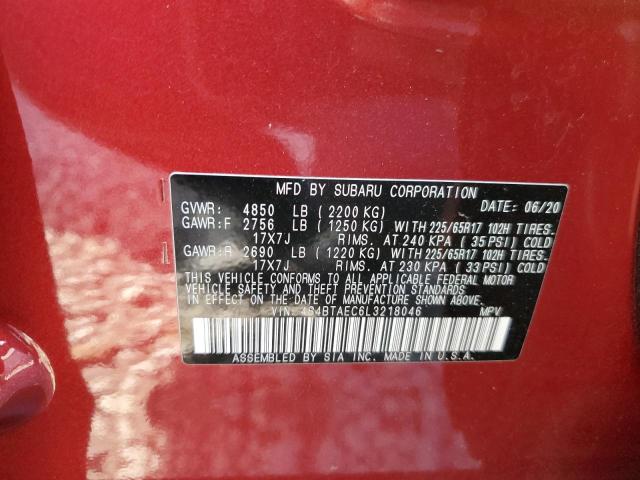 MFD BY SUBARU CORPORATION DATE: 06/20
GVWR: 4850 LB (2200 KG)
GAWR:F 2756 LB (1250 KG) WITH 225/65R17 102H TIRES.
17X7J RIMS. AT 240 KPA (35 PSI) COLD
GAWR:R 2690 LB (1220 KG) WITH 225/65R17 102H TIRES.
17X7J RIMS. AT 230 KPA (33 PSI) COLD
THIS VEHICLE CONFORMS TO ALL APPLICABLE FEDERAL MOTOR
VEHICLE SAFETY AND THEFT PREVENTION STANDARDS
IN EFFECT ON THE DATE OF MANUFACTURE SHOWN ABOVE.
VIN: 4S4BTAEC6L3218046 MPV
ASSEMBLED BY SIA INC. MADE IN U.S.A.